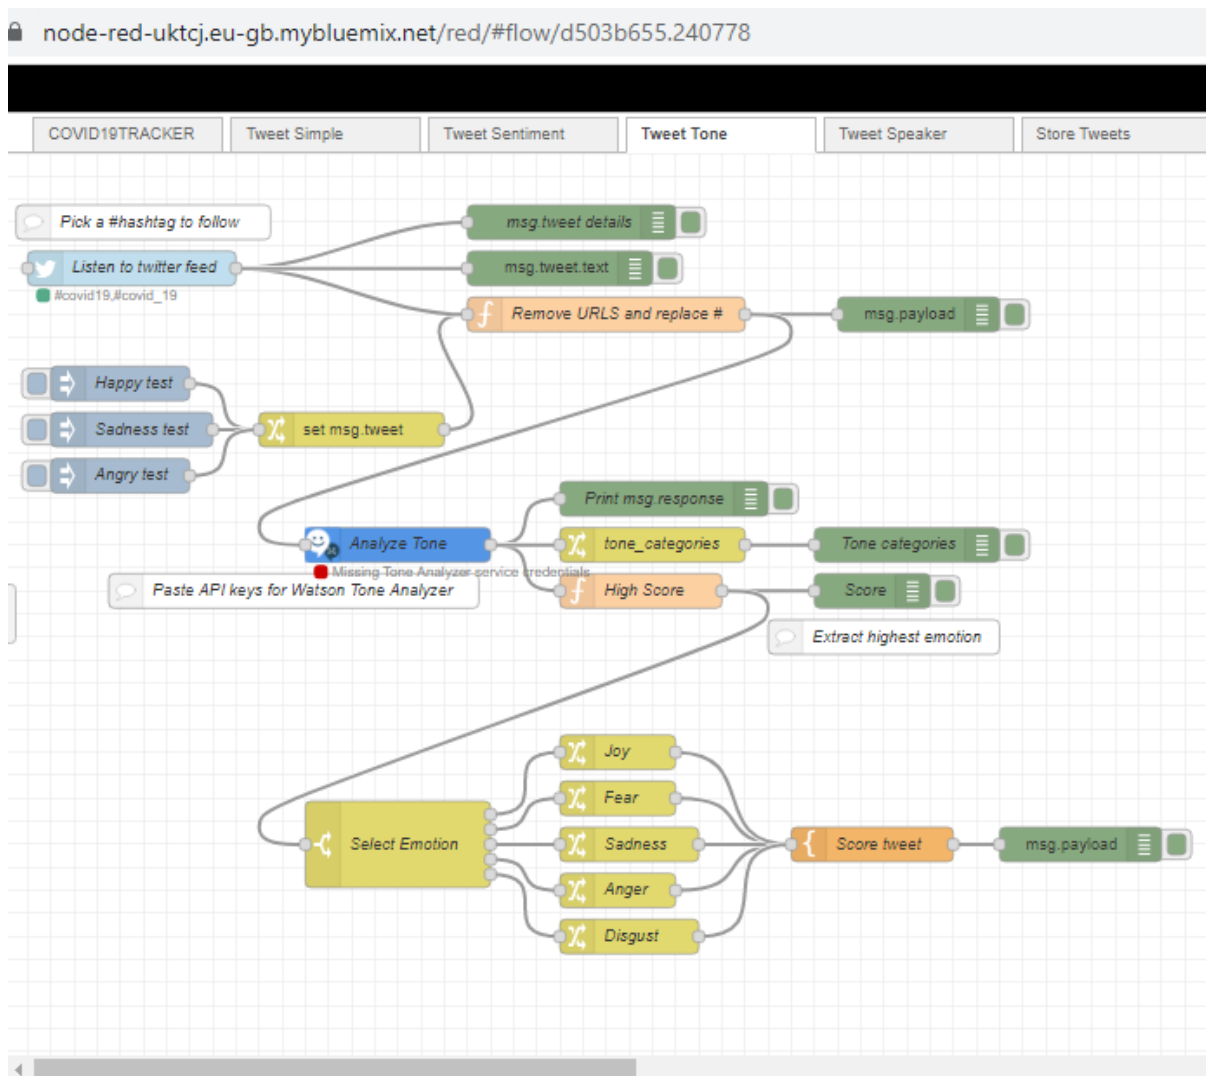 node-red-uktcj.eu-gb.mybluemix.net/red/#flow/d503b655.240778
COVID19TRACKER
Tweet Simple
Tweet Sentiment
Tweet Tone
Tweet Speaker
Store Tweets
Pick a #hashtag to follow
msg.tweet details
Listen to twitter feed
msg.tweet.text
#covid19,#covid_19
Remove URLS and replace #
msg.payload
Happy test
Sadness test
set msg.tweet
Angry test
Print msg.response
Analyze Tone
tone_categories
Tone categories
Missing Tone Analyzer service credentials
Paste API keys for Watson Tone Analyzer
High Score
Score
Extract highest emotion
Joy
Fear
Select Emotion
Sadness
Score tweet
msg.payload
Anger
Disgust